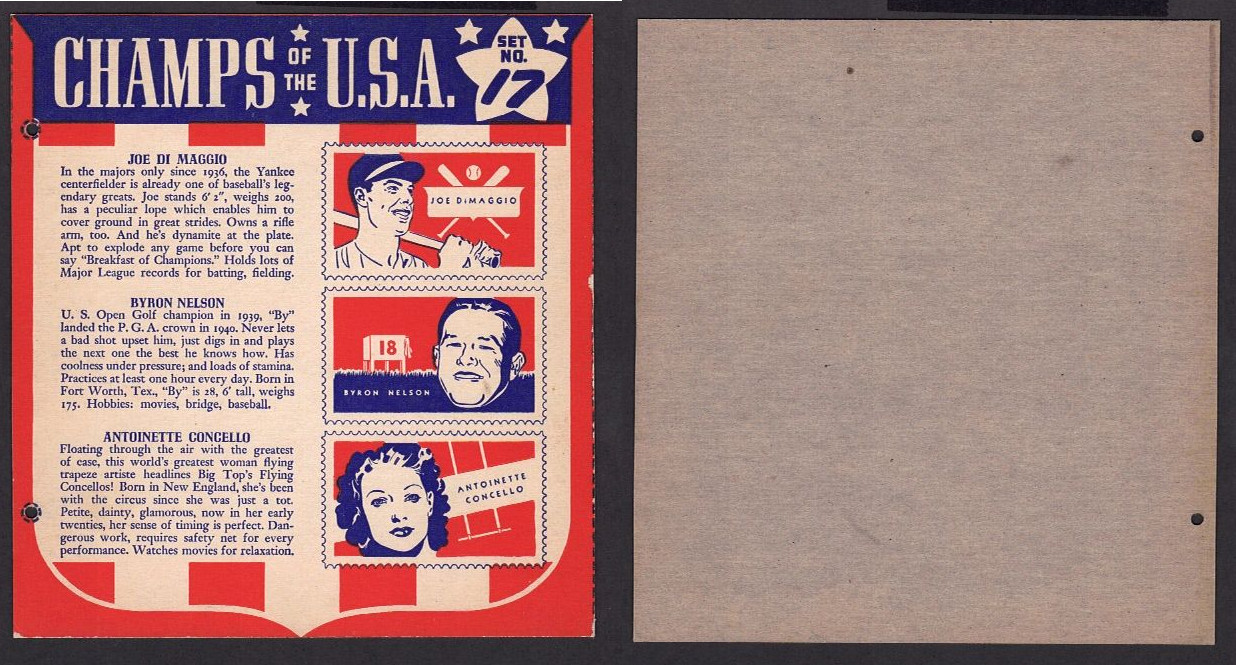 CHAMPS OF THE U.S.A.
SET NO. 17
JOE DI MAGGIO
In the majors only since 1936, the Yankee
centerfielder is already one of baseball's leg-
endary greats. Joe stands 6' 2", weighs 200,
has a peculiar lope which enables him to
cover ground in great strides. Owns a rifle
arm, too. And he's dynamite at the plate.
Apt to explode any game before you can
say "Breakfast of Champions." Holds lots of
Major League records for batting, fielding.
JOE DiMAGGIO
BYRON NELSON
U. S. Open Golf champion in 1939, "By"
landed the P. G. A. crown in 1940. Never lets
a bad shot upset him, just digs in and plays
the next one the best he knows how. Has
coolness under pressure; and loads of stamina.
Practices at least one hour every day. Born in
Fort Worth, Tex., "By" is 28, 6' tall, weighs
175. Hobbies: movies, bridge, baseball.
18
BYRON NELSON
ANTOINETTE CONCELLO
Floating through the air with the greatest
of ease, this world's greatest woman flying
trapeze artiste headlines Big Top's Flying
Concellos! Born in New England, she's been
with the circus since she was just a tot.
Petite, dainty, glamorous, now in her early
twenties, her sense of timing is perfect. Dan-
gerous work, requires safety net for every
performance. Watches movies for relaxation.
ANTOINETTE
CONCELLO